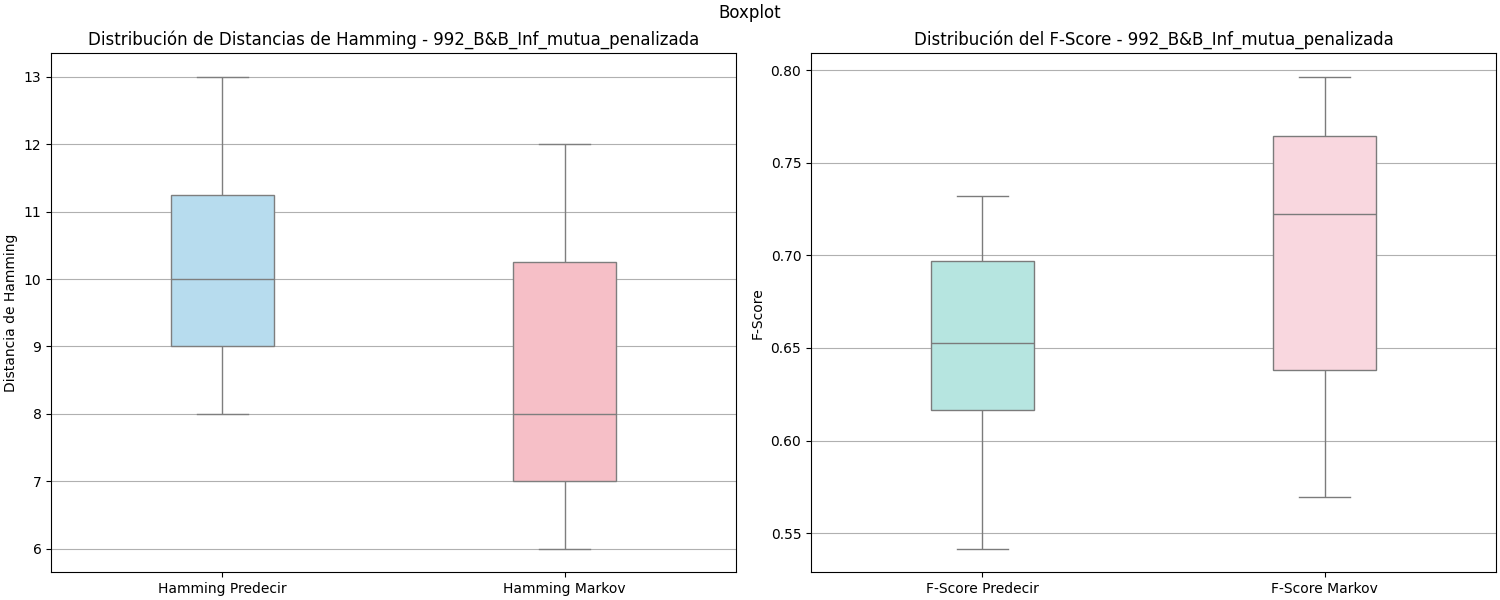 Boxplot
Distribución de Distancias de Hamming - 992_B&B_Inf_mutua_penalizada
Distancia de Hamming
13
12
11
10
9
8
7
6
Hamming Predecir
Hamming Markov
Distribución del F-Score - 992_B&B_Inf_mutua_penalizada
F-Score
0.80
0.75
0.70
0.65
0.60
0.55
F-Score Predecir
F-Score Markov